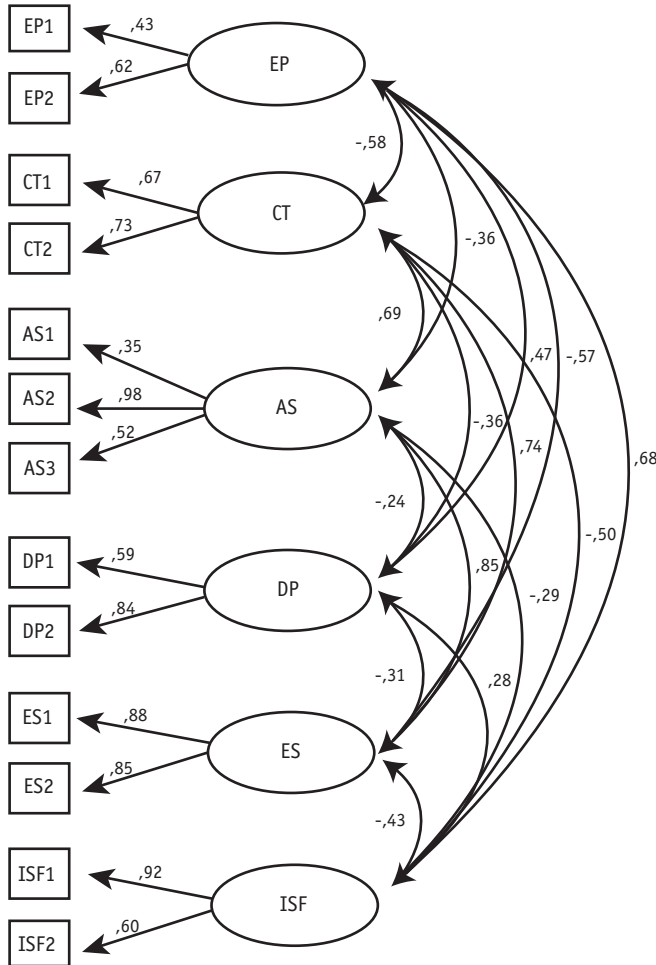 EP1
,43
EP
,62
EP2
-,58
CT1
,67
CT
,73
CT2
-,36
,69
AS1
,35
,47
-,57
AS2
,98
AS
-,36
,52
,74
AS3
,68
-,24
-,50
DP1
,59
,85
DP
-,29
,84
DP2
-,31
,28
ES1
,88
ES
,85
ES2
-,43
ISF1
,92
ISF
,60
ISF2